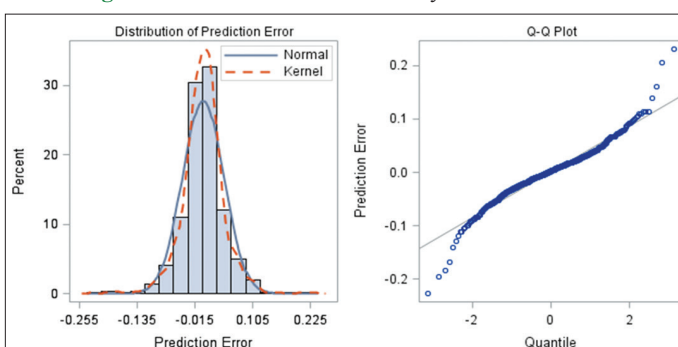 Distribution of Prediction Error
Normal
Kernel
Percent
30
20
10
0
-0.255 -0.135 -0.015 0.105 0.225
Prediction Error
Q-Q Plot
Prediction Error
0.2
0.1
0.0
-0.1
-0.2
-2 0 2
Quantile